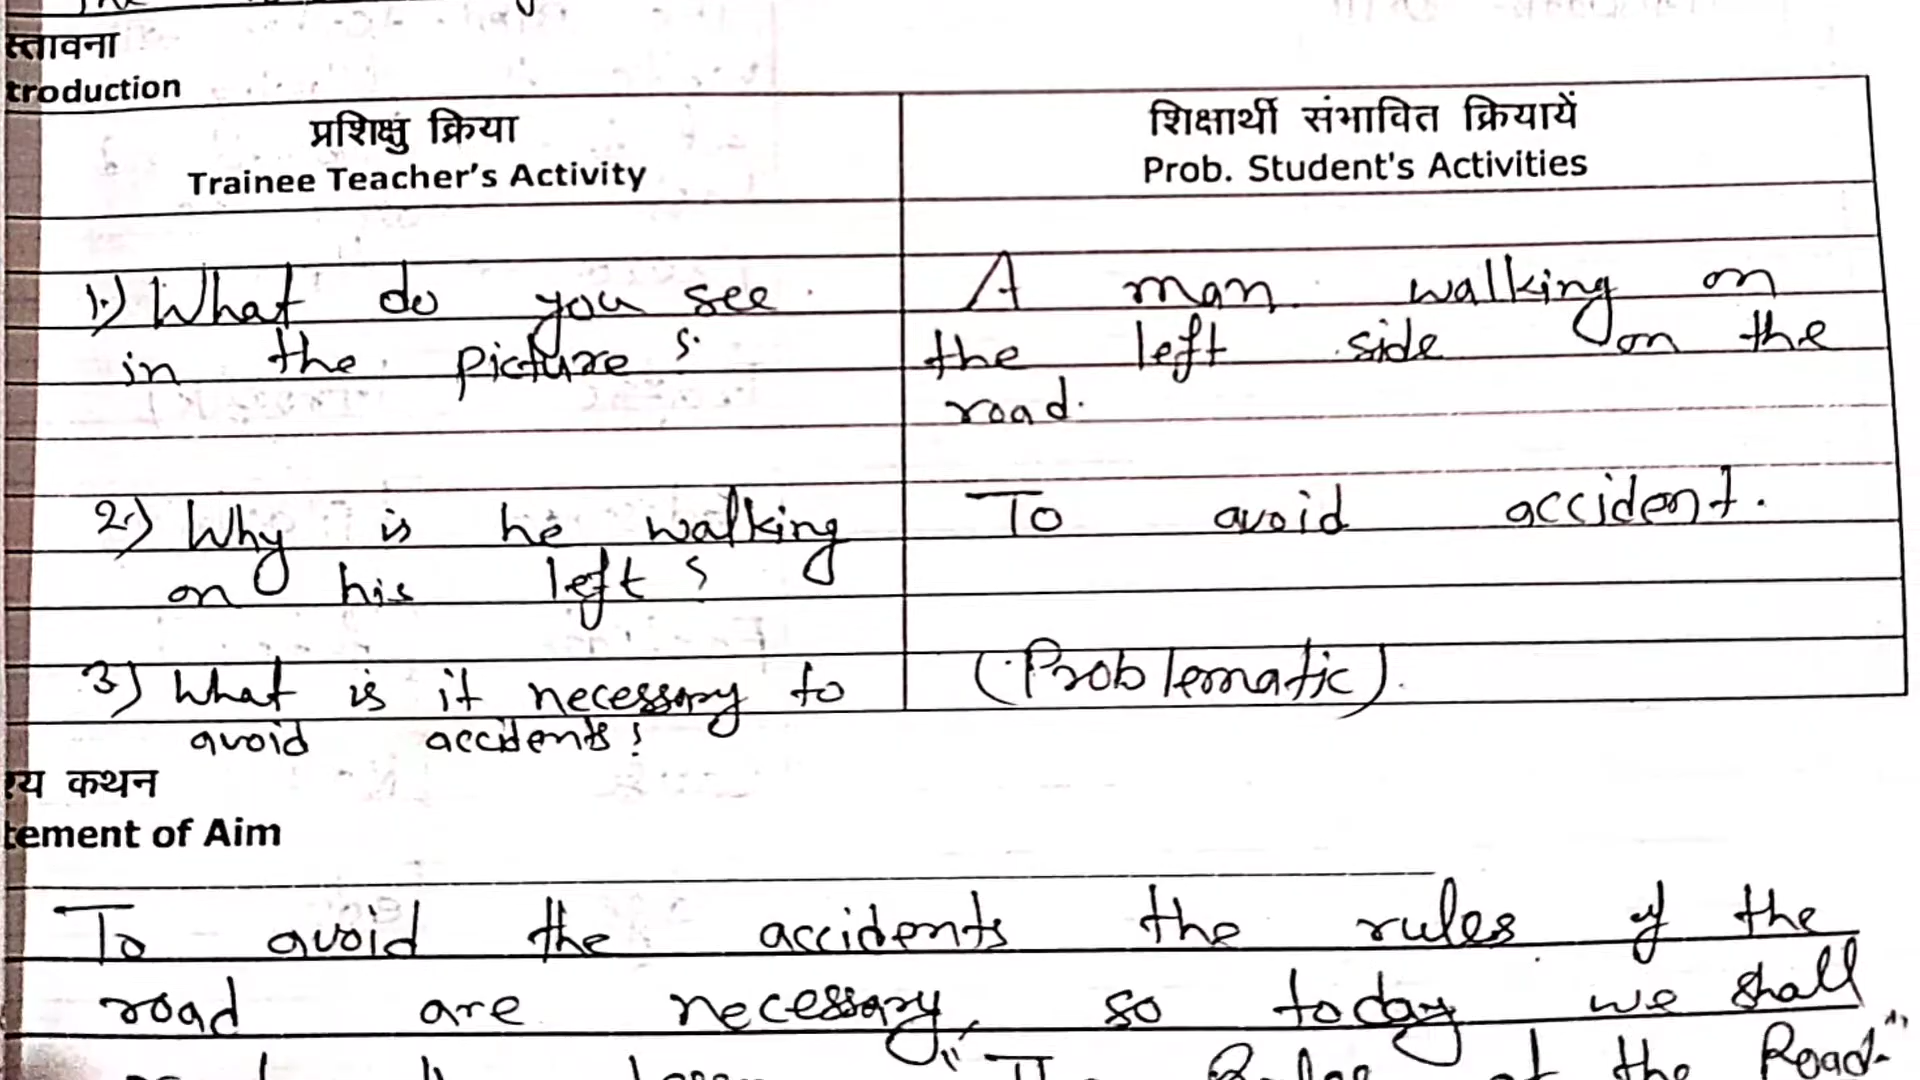 स्तावना
troduction
प्रशिक्षु क्रिया
Trainee Teacher's Activity
शिक्षार्थी संभावित क्रियायें
Prob. Student's Activities
1.) What do you see
in the picture ?
A man walking on
the left side on the
road.
2.) Why is he walking
on his left ?
To avoid accident.
3) What is it necessary to
avoid accidents?
(Problematic).
श्य कथन
tement of Aim
To avoid the accidents the rules of the
road are necessary, so today we shall
the Road"